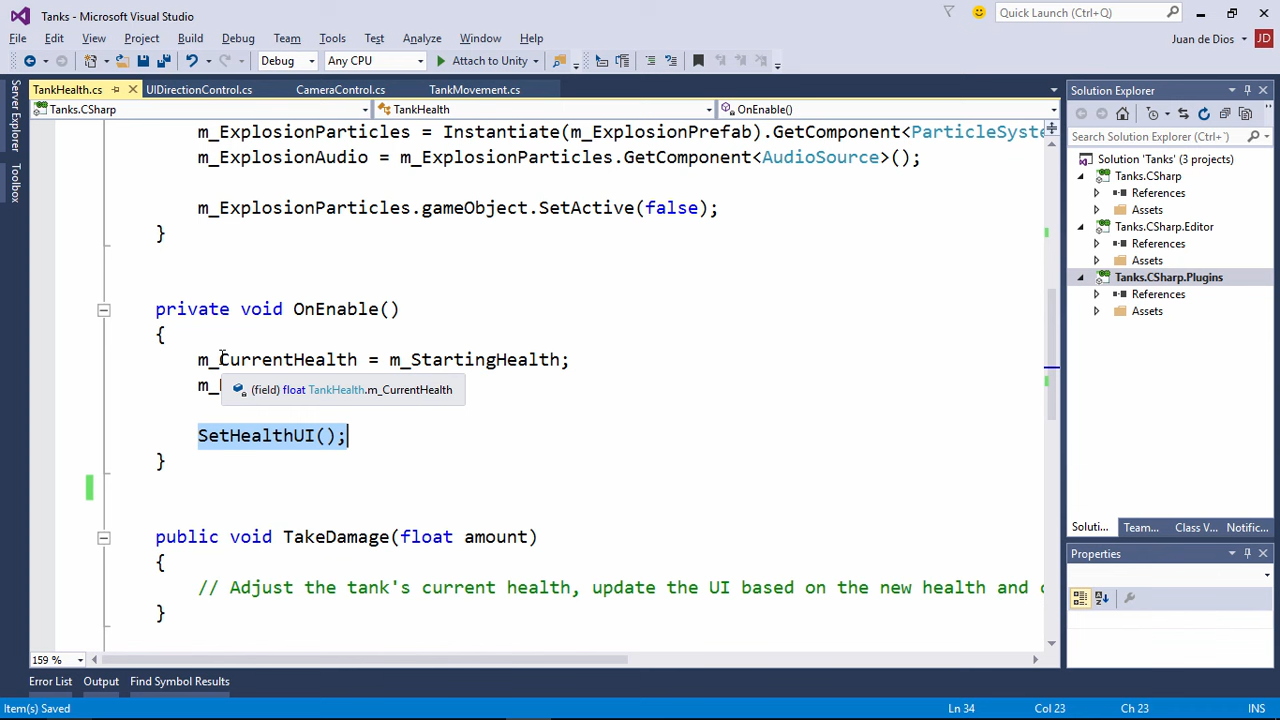 Tanks - Microsoft Visual Studio
Quick Launch (Ctrl+Q)
File Edit View Project Build Debug Team Tools Test Analyze Window Help
Juan de Dios JD
Debug Any CPU Attach to Unity
TankHealth.cs UIDirectionControl.cs CameraControl.cs TankMovement.cs
Tanks.CSharp TankHealth OnEnable()
Server Explorer
Toolbox
m_ExplosionParticles = Instantiate(m_ExplosionPrefab).GetComponent<ParticleSystem
m_ExplosionAudio = m_ExplosionParticles.GetComponent<AudioSource>();
m_ExplosionParticles.gameObject.SetActive(false);
}
private void OnEnable()
{
m_CurrentHealth = m_StartingHealth;
m_
(field) float TankHealth.m_CurrentHealth
SetHealthUI();
}
public void TakeDamage(float amount)
{
// Adjust the tank's current health, update the UI based on the new health and c
}
159 %
Solution Explorer
Search Solution Explorer (Ctrl+')
Solution 'Tanks' (3 projects)
Tanks.CSharp
References
Assets
Tanks.CSharp.Editor
References
Assets
Tanks.CSharp.Plugins
References
Assets
Soluti... Team... Class V... Notific...
Properties
Error List Output Find Symbol Results
Item(s) Saved Ln 34 Col 23 Ch 23 INS